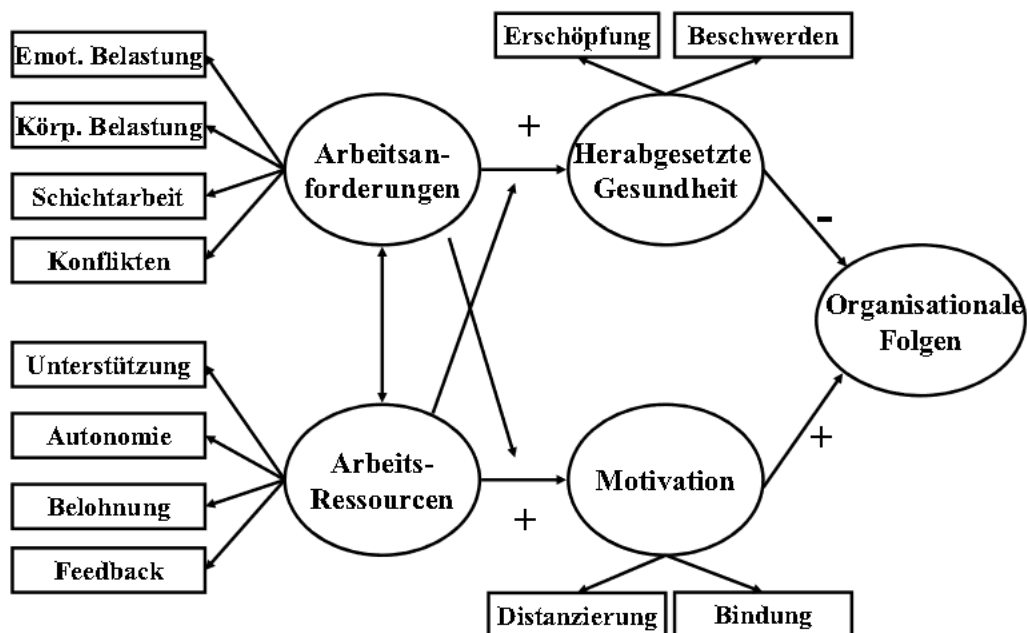 Erschöpfung
Beschwerden
Emot. Belastung
Körp. Belastung
Schichtarbeit
Konflikten
Arbeitsan-
forderungen
+
Herabgesetzte
Gesundheit
-
Organisationale
Folgen
Unterstützung
Autonomie
Belohnung
Feedback
Arbeits-
Ressourcen
+
Motivation
+
Distanzierung
Bindung